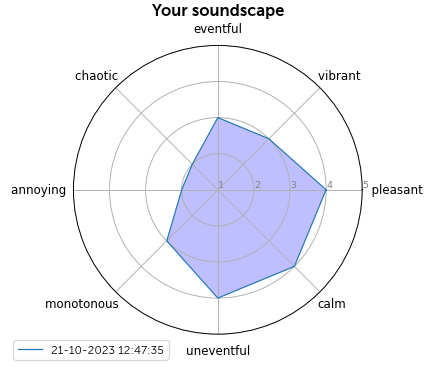 Your soundscape
eventful
chaotic
vibrant
annoying
1 2 3 4 5
pleasant
monotonous
calm
uneventful
21-10-2023 12:47:35